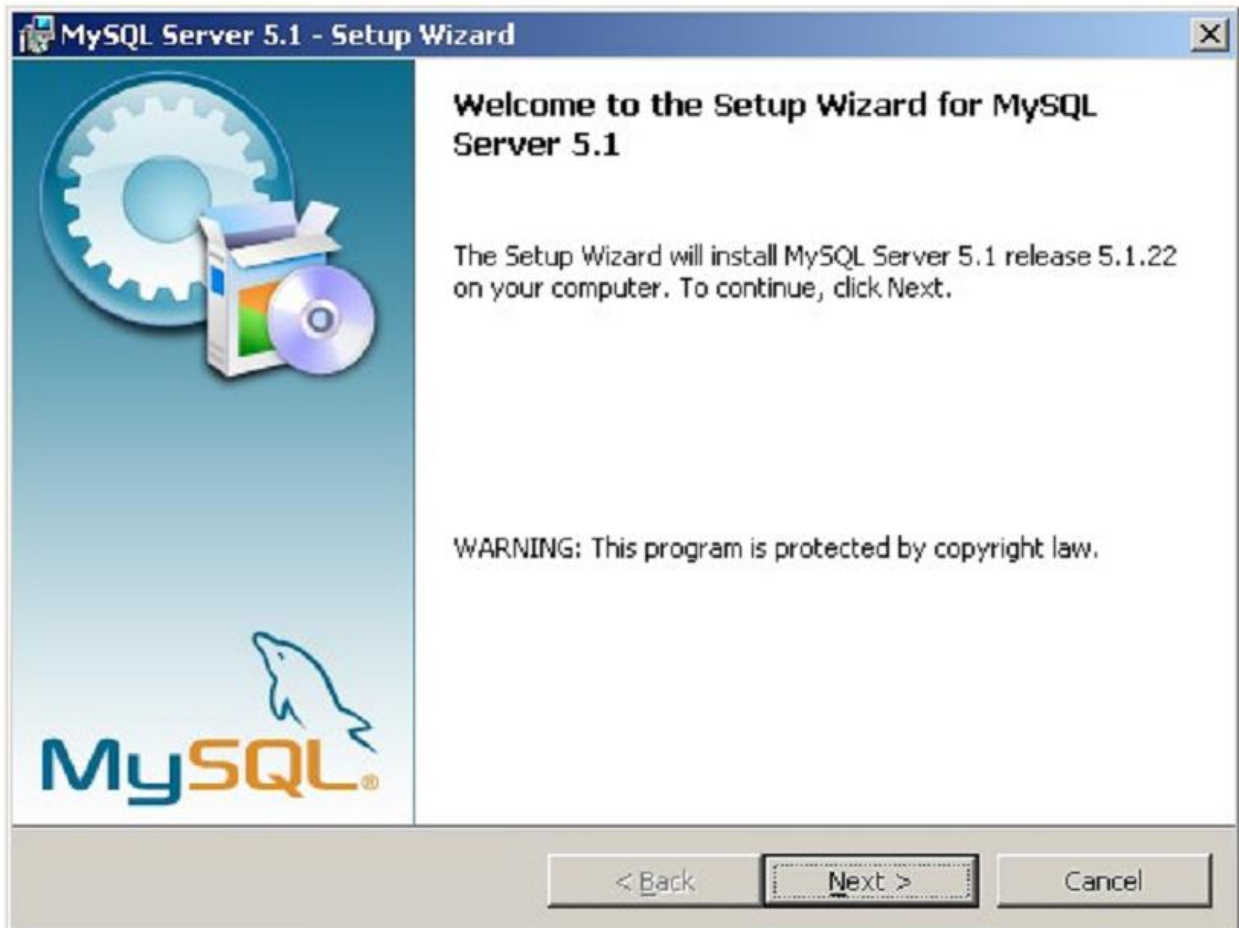 MySQL Server 5.1 - Setup Wizard
Welcome to the Setup Wizard for MySQL
Server 5.1
The Setup Wizard will install MySQL Server 5.1 release 5.1.22
on your computer. To continue, click Next.
WARNING: This program is protected by copyright law.
MySQL®
< Back Next > Cancel